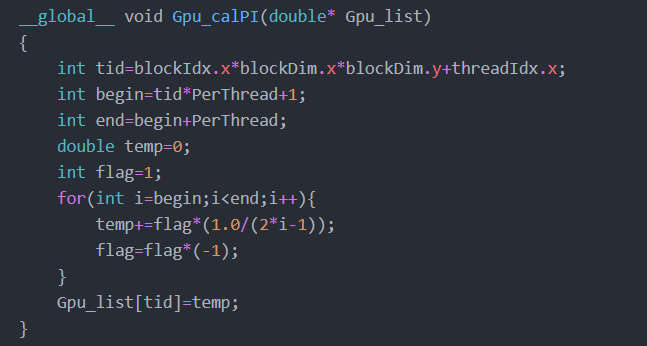 __global__ void Gpu_calPI(double* Gpu_list)
{
    int tid=blockIdx.x*blockDim.x*blockDim.y+threadIdx.x;
    int begin=tid*PerThread+1;
    int end=begin+PerThread;
    double temp=0;
    int flag=1;
    for(int i=begin;i<end;i++){
        temp+=flag*(1.0/(2*i-1));
        flag=flag*(-1);
    }
    Gpu_list[tid]=temp;
}